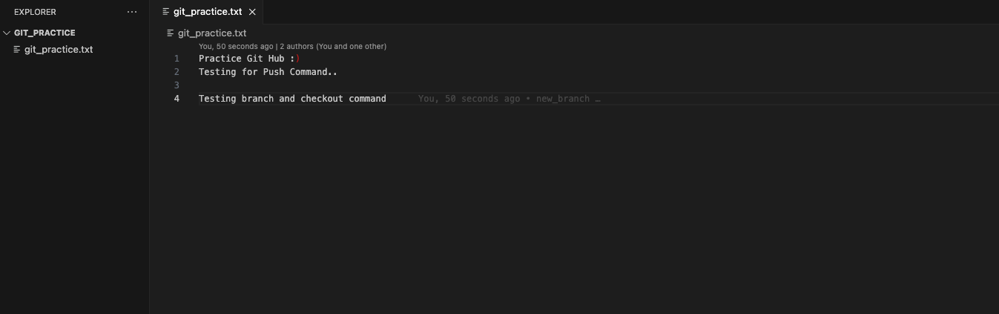 EXPLORER ···
GIT_PRACTICE
git_practice.txt
git_practice.txt
git_practice.txt
You, 50 seconds ago | 2 authors (You and one other)
1 Practice Git Hub :)
2 Testing for Push Command..
3
4 Testing branch and checkout command You, 50 seconds ago • new_branch …